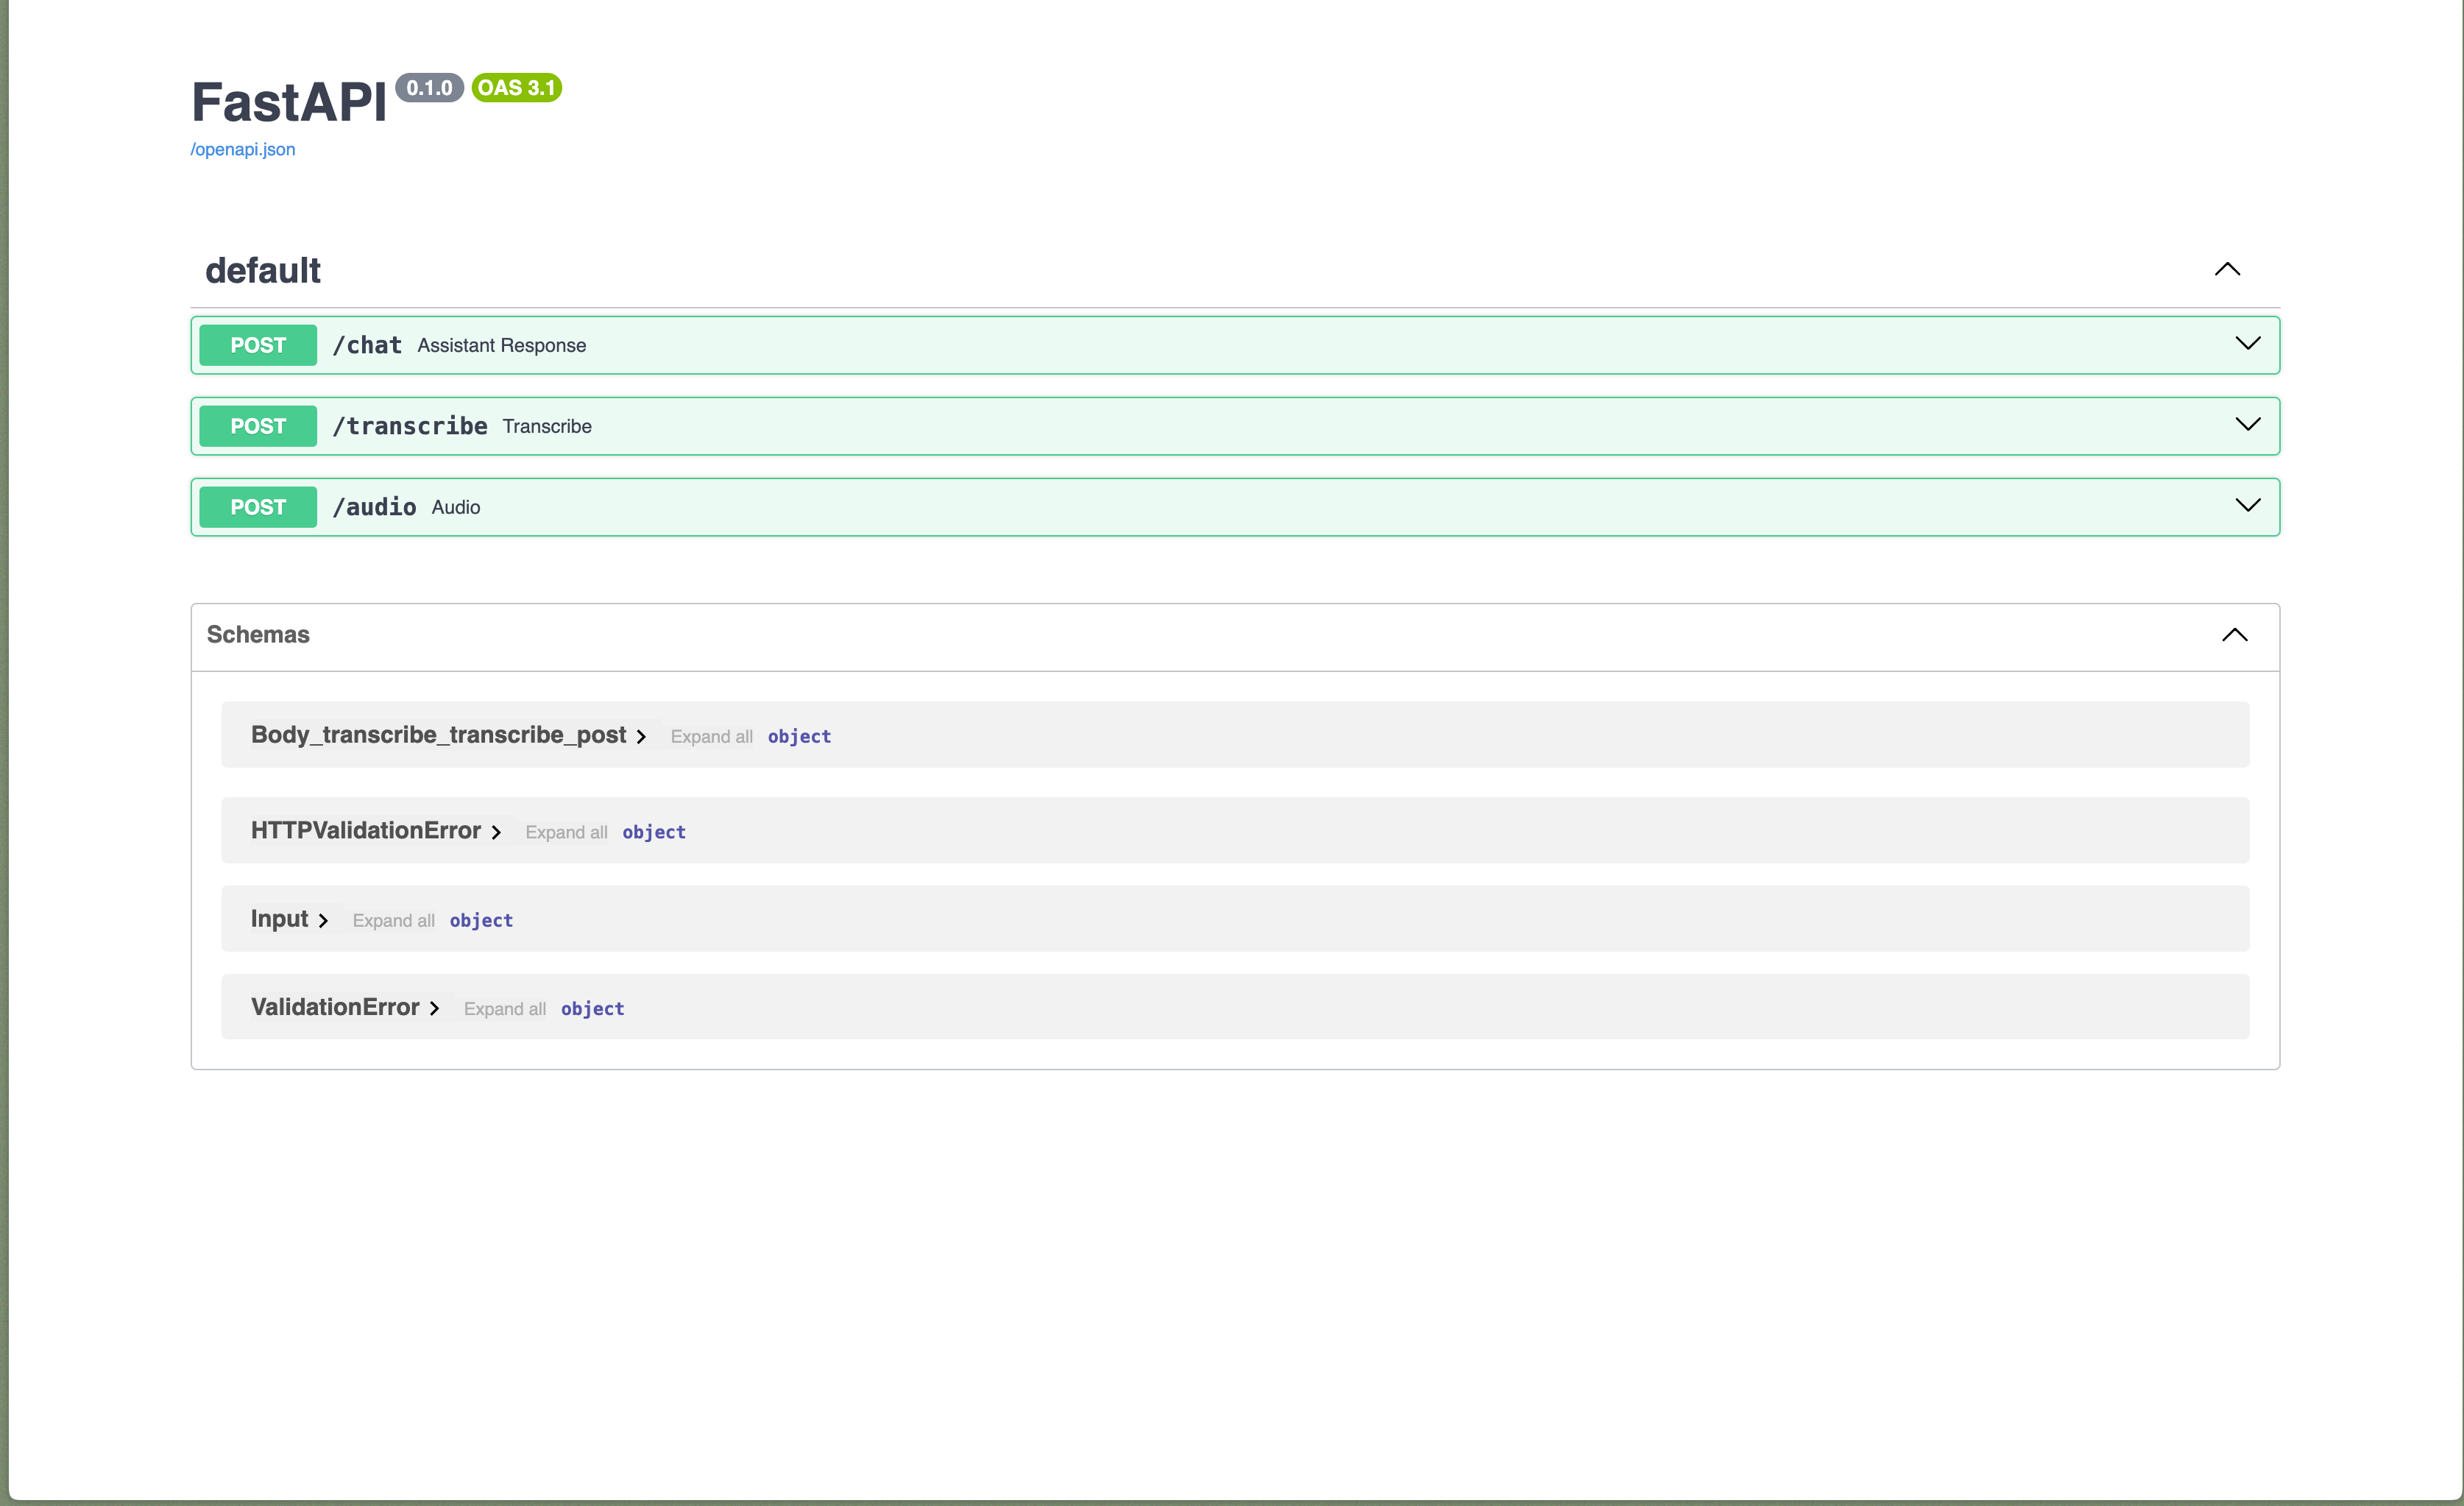 FastAPI 0.1.0 OAS 3.1
/openapi.json
default
POST /chat Assistant Response
POST /transcribe Transcribe
POST /audio Audio
Schemas
Body_transcribe_transcribe_post Expand all object
HTTPValidationError Expand all object
Input Expand all object
ValidationError Expand all object